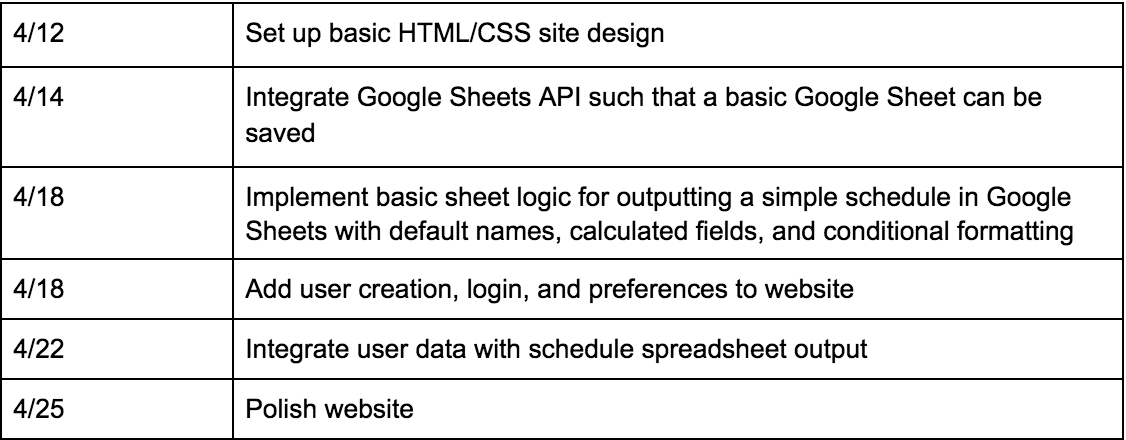 4/12 Set up basic HTML/CSS site design
4/14 Integrate Google Sheets API such that a basic Google Sheet can be
saved
4/18 Implement basic sheet logic for outputting a simple schedule in Google
Sheets with default names, calculated fields, and conditional formatting
4/18 Add user creation, login, and preferences to website
4/22 Integrate user data with schedule spreadsheet output
4/25 Polish website